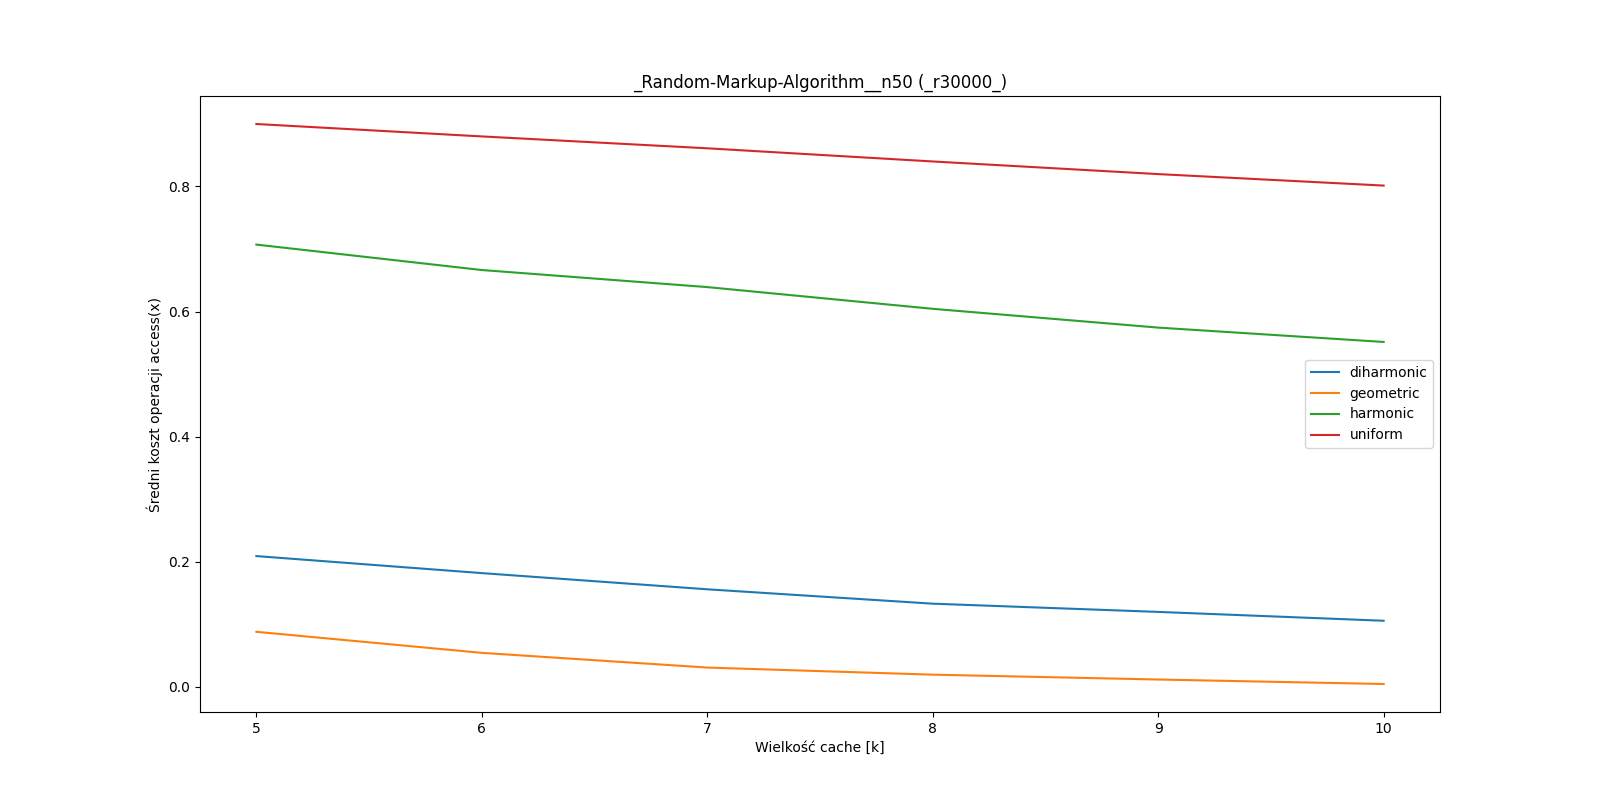 _Random-Markup-Algorithm__n50 (_r30000_)
Średni koszt operacji access(x)
0.8
0.6
0.4
0.2
0.0
diharmonic
geometric
harmonic
uniform
5 6 7 8 9 10
Wielkość cache [k]